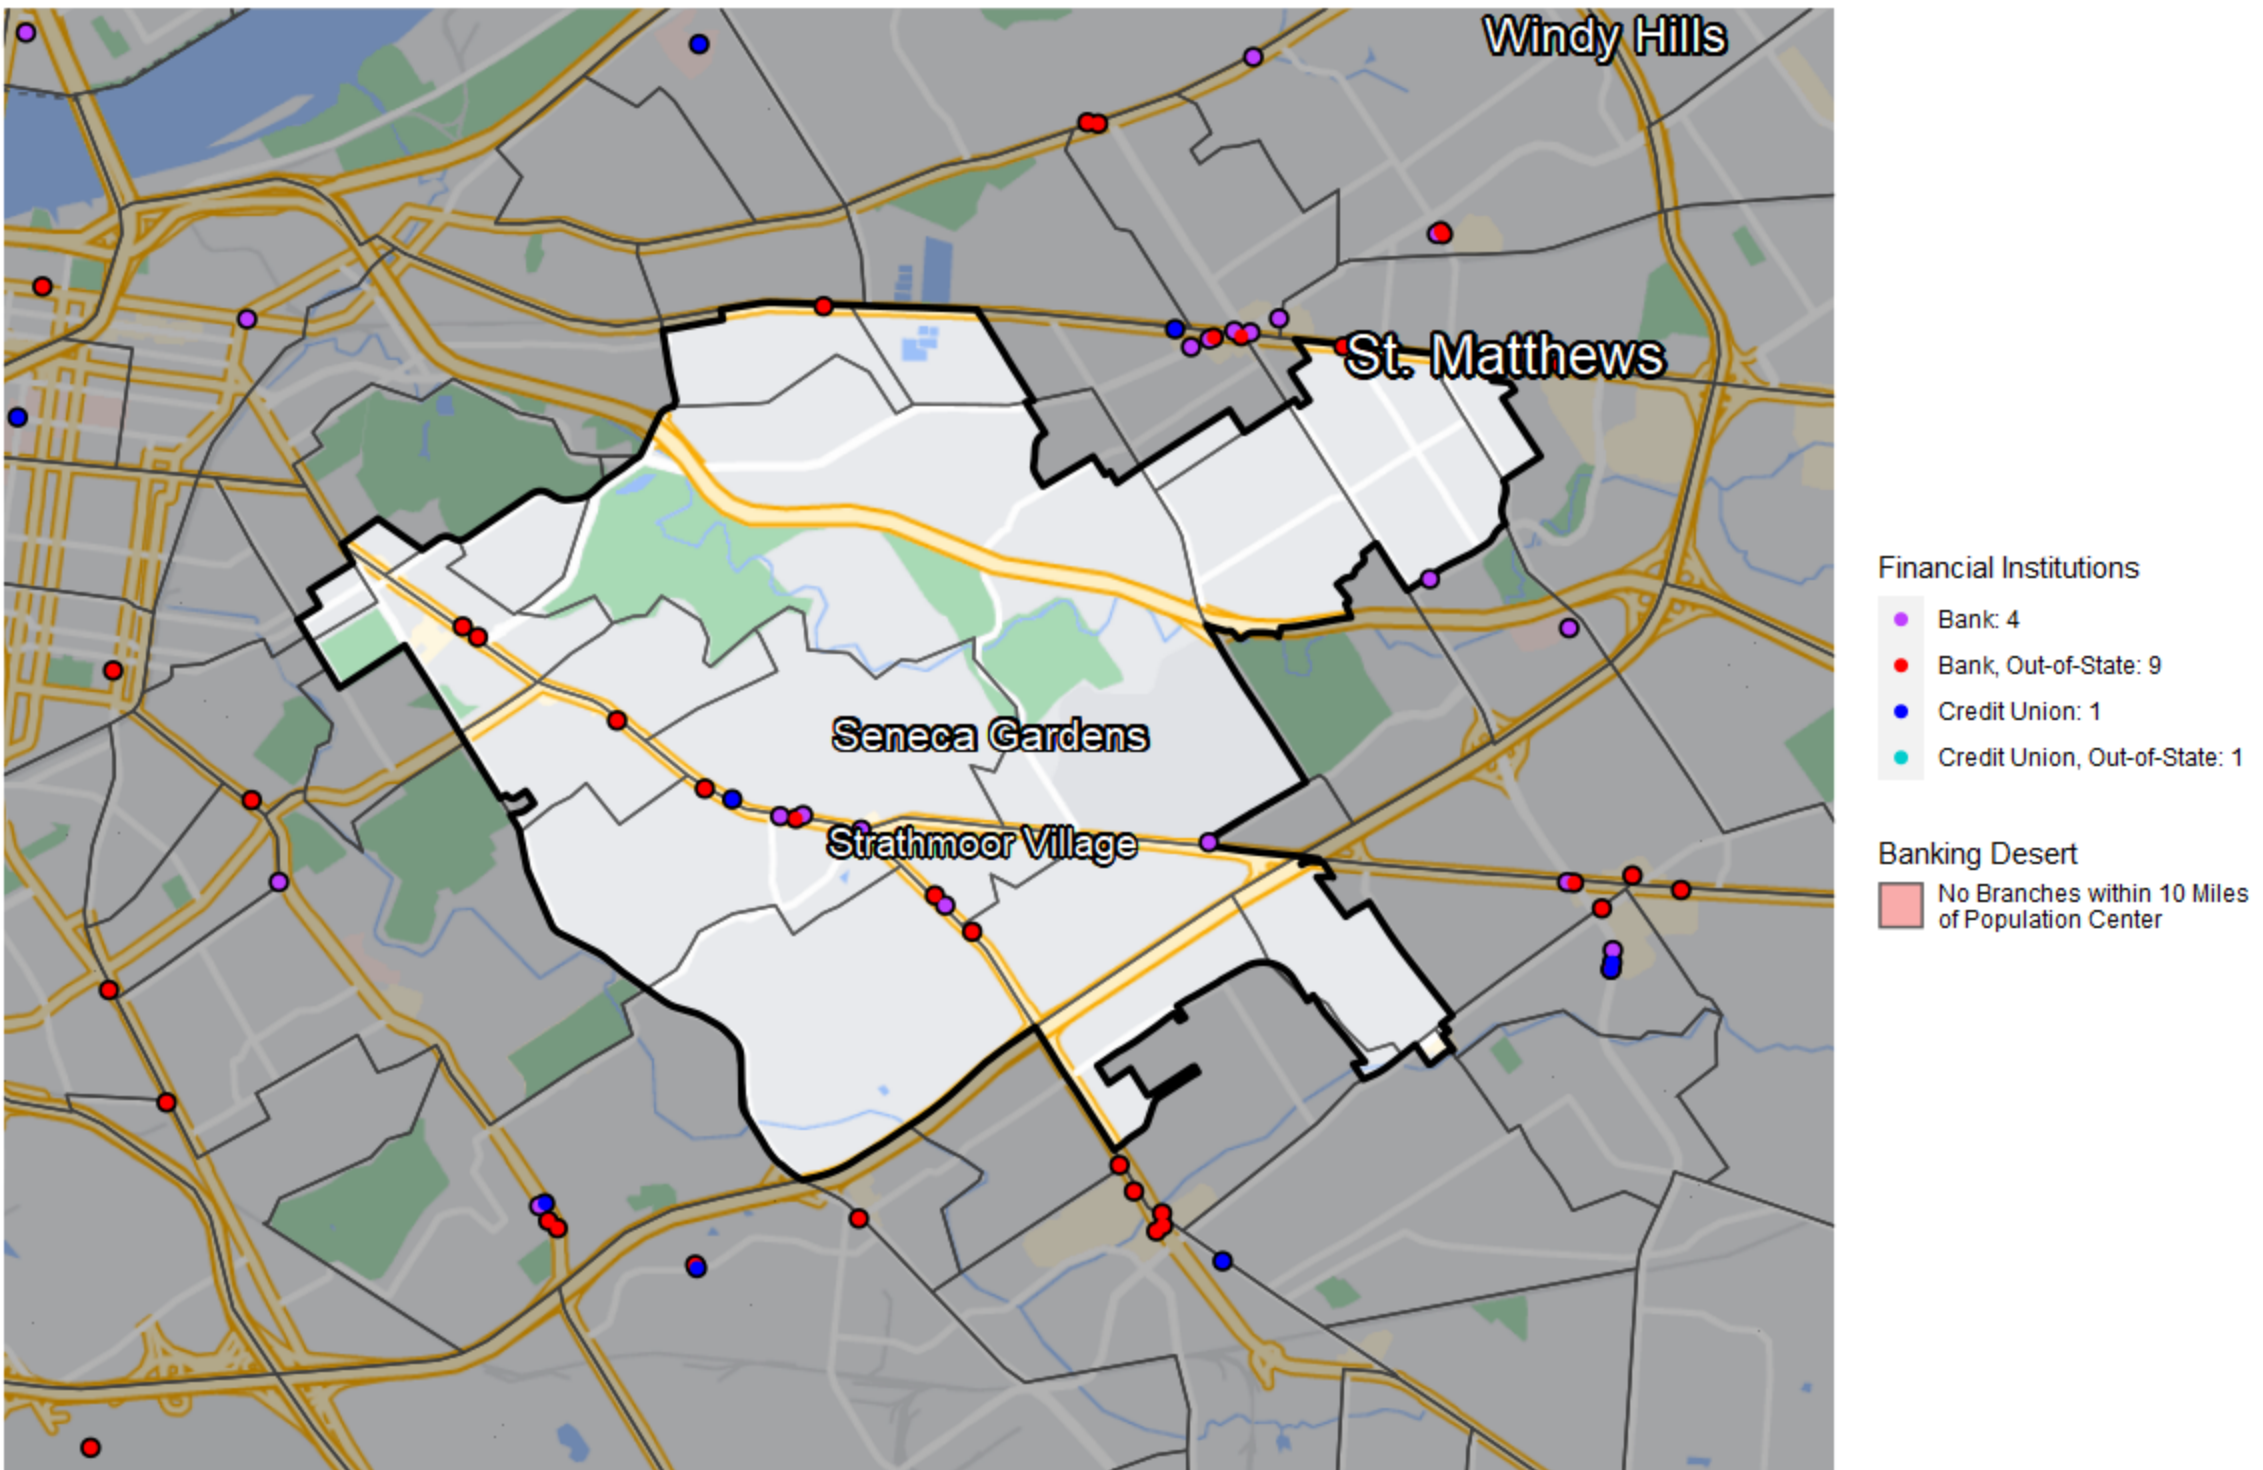 Windy Hills
St. Matthews
Seneca Gardens
Strathmoor Village
Financial Institutions
Bank: 4
Bank, Out-of-State: 9
Credit Union: 1
Credit Union, Out-of-State: 1
Banking Desert
No Branches within 10 Miles
of Population Center